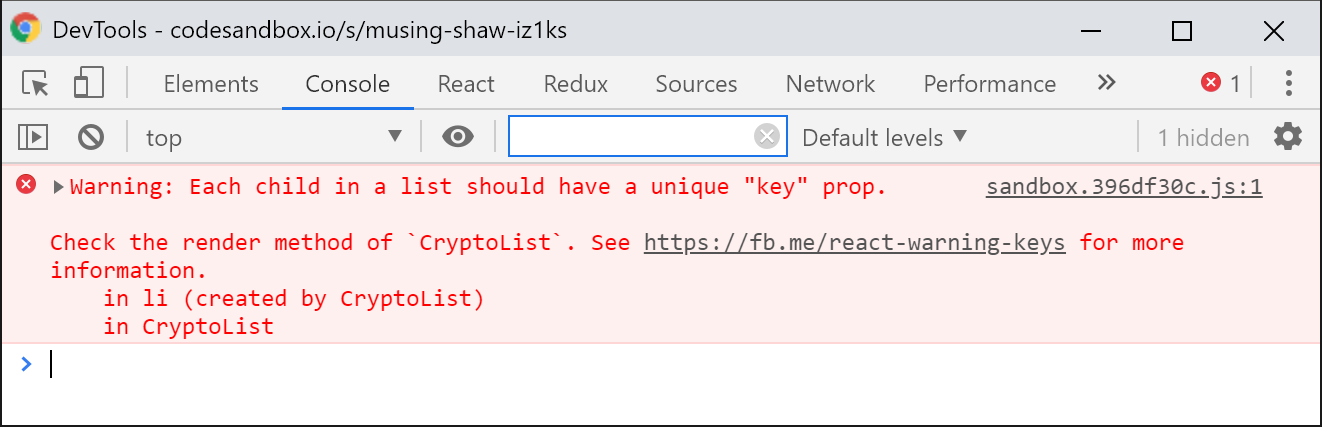 DevTools - codesandbox.io/s/musing-shaw-iz1ks
Elements Console React Redux Sources Network Performance 1
top Default levels 1 hidden
Warning: Each child in a list should have a unique "key" prop. sandbox.396df30c.js:1
Check the render method of `CryptoList`. See https://fb.me/react-warning-keys for more
information.
in li (created by CryptoList)
in CryptoList